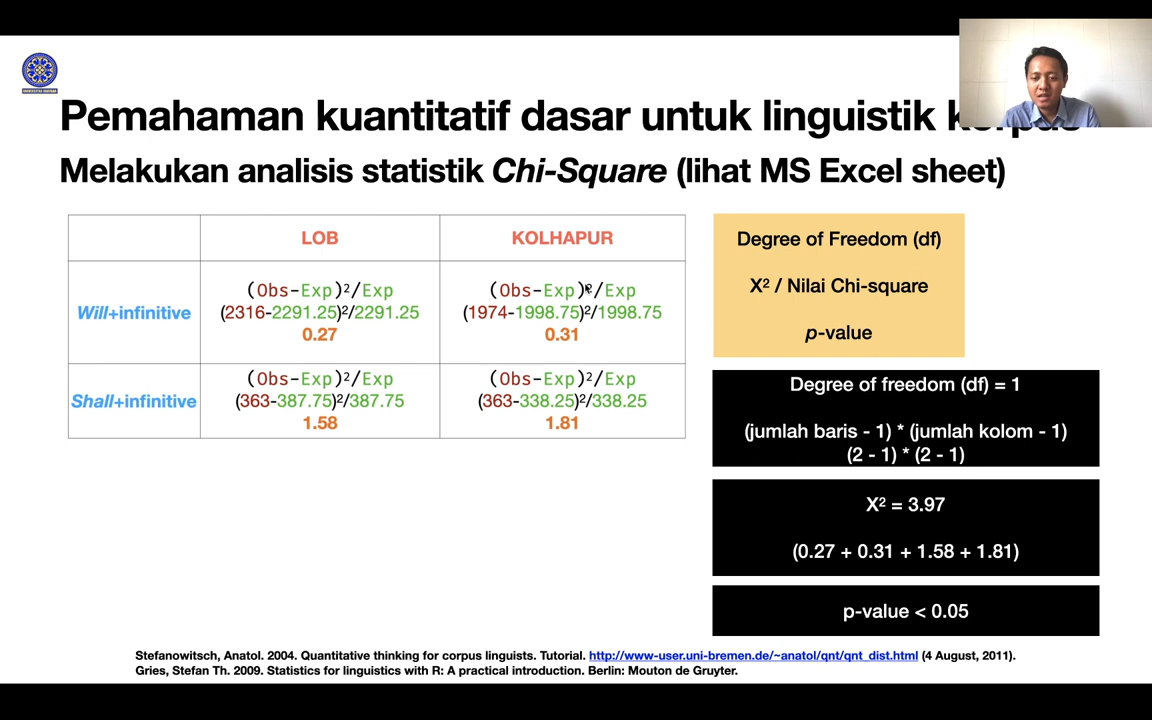 Pemahaman kuantitatif dasar untuk linguistik korpus
Melakukan analisis statistik Chi-Square (lihat MS Excel sheet)
LOB
KOLHAPUR
Will+infinitive
(Obs-Exp)²/Exp
(2316-2291.25)²/2291.25
0.27
(Obs-Exp)²/Exp
(1974-1998.75)²/1998.75
0.31
Shall+infinitive
(Obs-Exp)²/Exp
(363-387.75)²/387.75
1.58
(Obs-Exp)²/Exp
(363-338.25)²/338.25
1.81
Degree of Freedom (df)
X² / Nilai Chi-square
p-value
Degree of freedom (df) = 1
(jumlah baris - 1) * (jumlah kolom - 1)
(2 - 1) * (2 - 1)
X² = 3.97
(0.27 + 0.31 + 1.58 + 1.81)
p-value < 0.05
Stefanowitsch, Anatol. 2004. Quantitative thinking for corpus linguists. Tutorial. http://www-user.uni-bremen.de/~anatol/qnt/qnt_dist.html (4 August, 2011).
Gries, Stefan Th. 2009. Statistics for linguistics with R: A practical introduction. Berlin: Mouton de Gruyter.